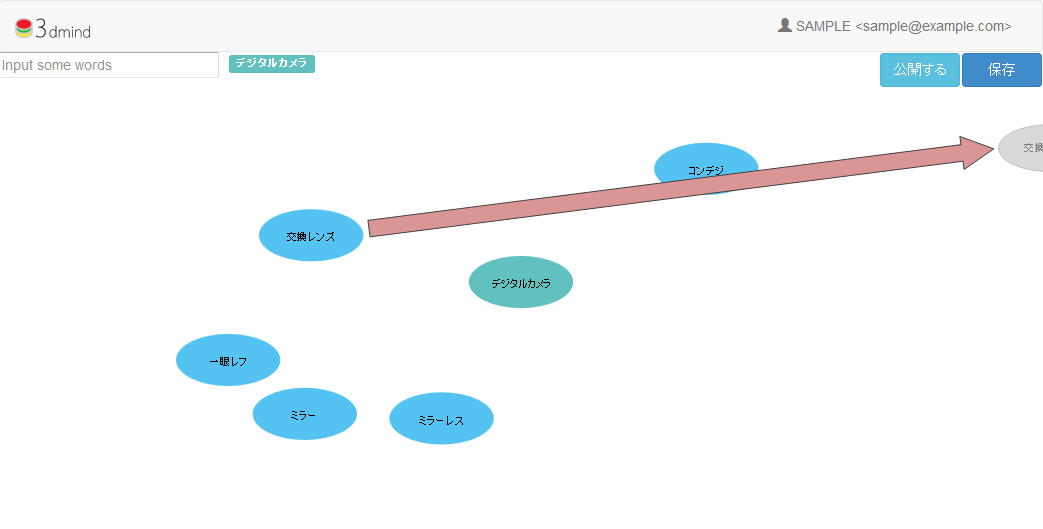 3dmind
SAMPLE <sample@example.com>
Input some words
デジタルカメラ
公開する
保存
コンデジ
交換
交換レンズ
デジタルカメラ
一眼レフ
ミラー
ミラーレス